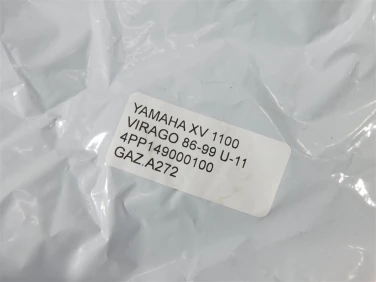 YAMAHA XV 1100
VIRAGO 86-99 U-11
4PP149000100
GAZ.A272